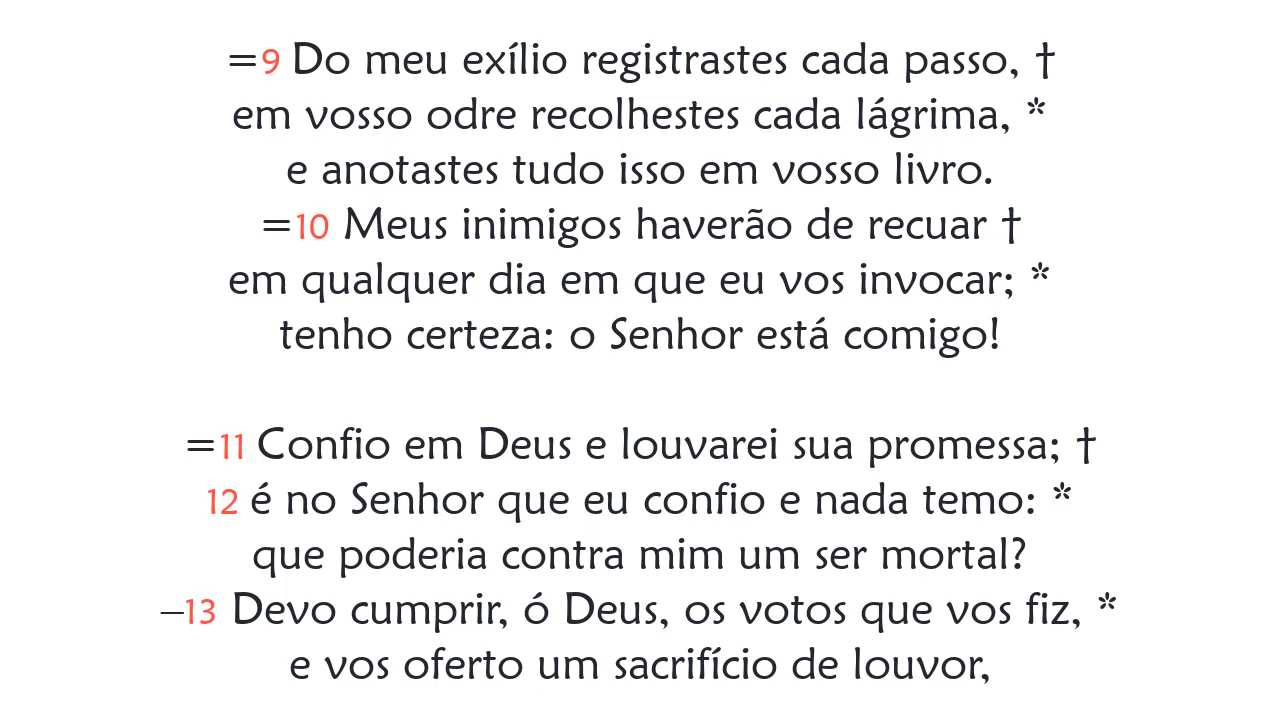 =9 Do meu exílio registrastes cada passo, †
em vosso odre recolhestes cada lágrima, *
e anotastes tudo isso em vosso livro.
=10 Meus inimigos haverão de recuar †
em qualquer dia em que eu vos invocar; *
tenho certeza: o Senhor está comigo!
=11 Confio em Deus e louvarei sua promessa; †
12 é no Senhor que eu confio e nada temo: *
que poderia contra mim um ser mortal?
–13 Devo cumprir, ó Deus, os votos que vos fiz, *
e vos oferto um sacrifício de louvor,